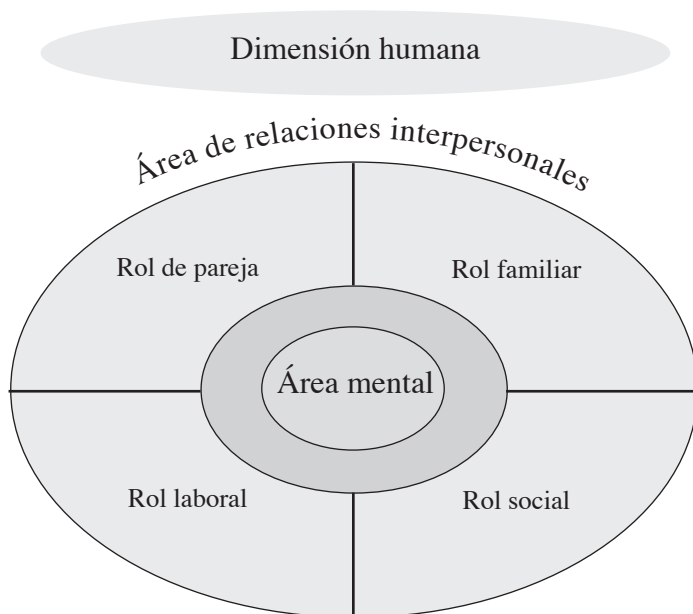 Dimensión humana
Área de relaciones interpersonales
Rol de pareja
Rol familiar
Área mental
Rol laboral
Rol social